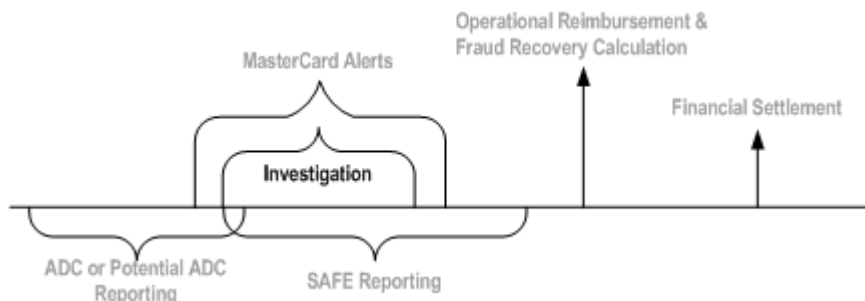 Operational Reimbursement &
Fraud Recovery Calculation
MasterCard Alerts
Financial Settlement
Investigation
ADC or Potential ADC
Reporting
SAFE Reporting